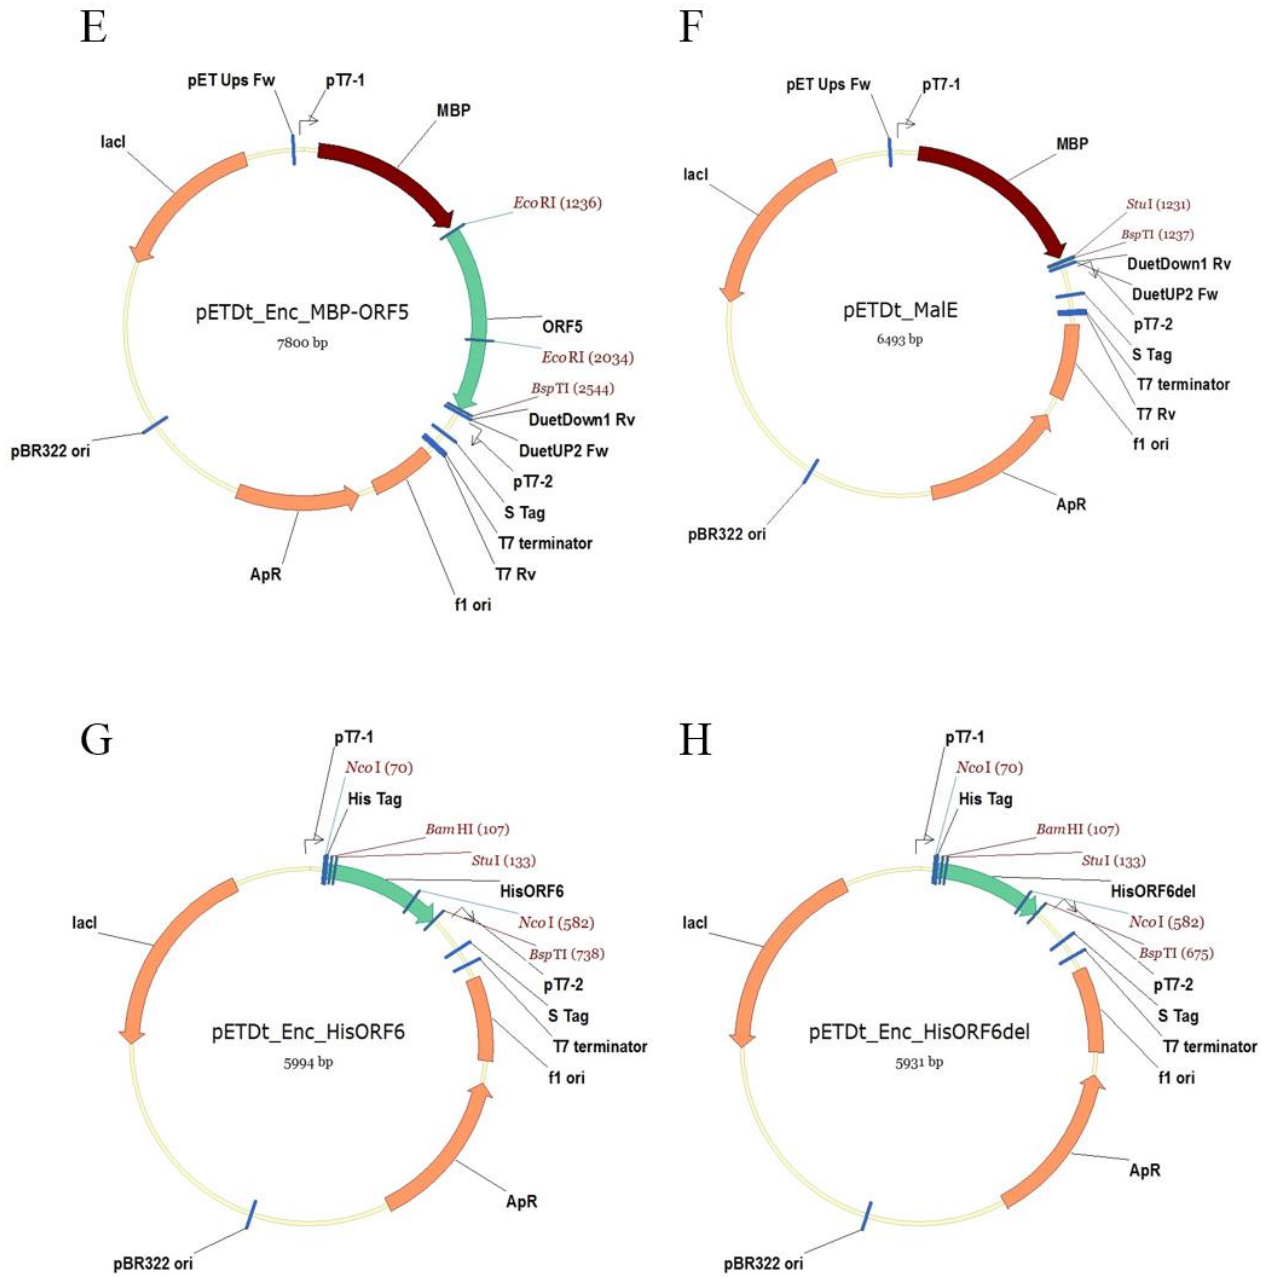 E
pET Ups Fw
pT7-1
MBP
lacI
EcoRI (1236)
pETDt_Enc_MBP-ORF5
7800 bp
ORF5
EcoRI (2034)
BspTI (2544)
DuetDown1 Rv
DuetUP2 Fw
pT7-2
S Tag
T7 terminator
T7 Rv
f1 ori
ApR
pBR322 ori
F
pET Ups Fw
pT7-1
MBP
lacI
StuI (1231)
BspTI (1237)
DuetDown1 Rv
DuetUP2 Fw
pT7-2
S Tag
T7 terminator
T7 Rv
f1 ori
pETDt_MalE
6493 bp
ApR
pBR322 ori
G
pT7-1
NcoI (70)
His Tag
BamHI (107)
StuI (133)
HisORF6
NcoI (582)
BspTI (738)
pT7-2
S Tag
T7 terminator
f1 ori
lacI
pETDt_Enc_HisORF6
5994 bp
ApR
pBR322 ori
H
pT7-1
NcoI (70)
His Tag
BamHI (107)
StuI (133)
HisORF6del
NcoI (582)
BspTI (675)
pT7-2
S Tag
T7 terminator
f1 ori
lacI
pETDt_Enc_HisORF6del
5931 bp
ApR
pBR322 ori